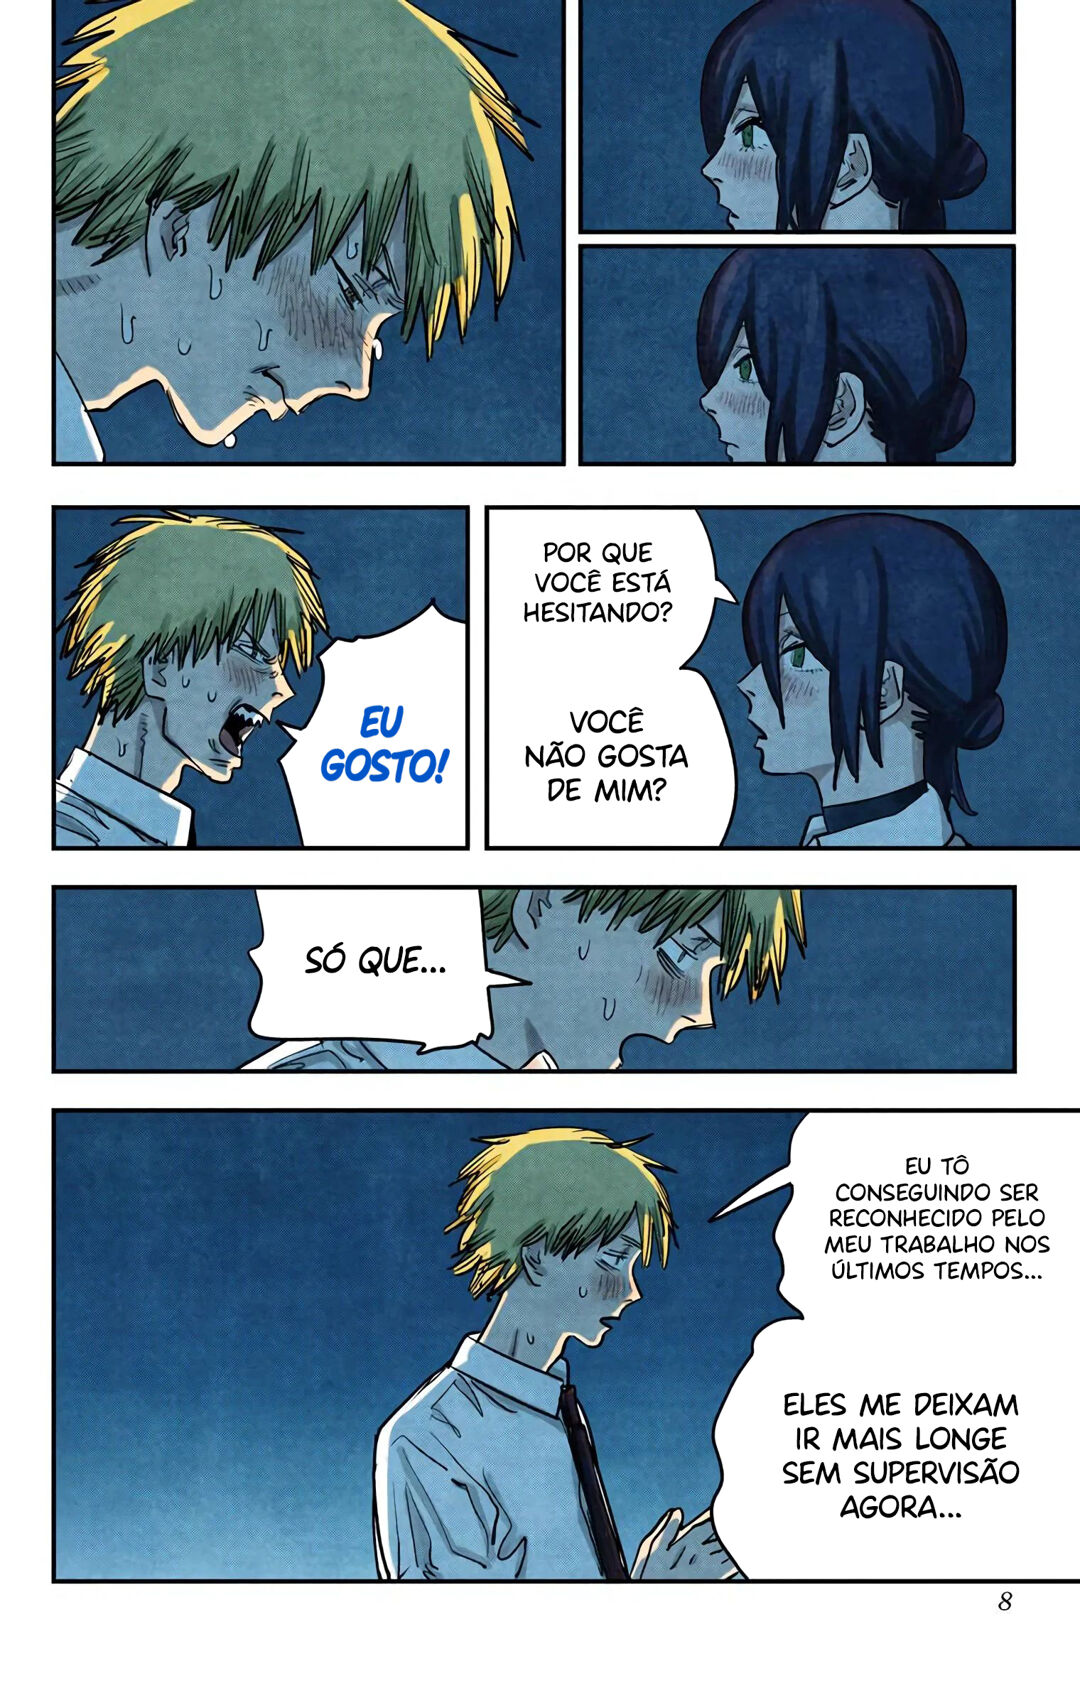 POR QUE
VOCÊ ESTÁ
HESITANDO?
VOCÊ
NÃO GOSTA
DE MIM?
EU
GOSTO!
SÓ QUE...
EU TÔ
CONSEGUINDO SER
RECONHECIDO PELO
MEU TRABALHO NOS
ÚLTIMOS TEMPOS...
ELES ME DEIXAM
IR MAIS LONGE
SEM SUPERVISÃO
AGORA...
8